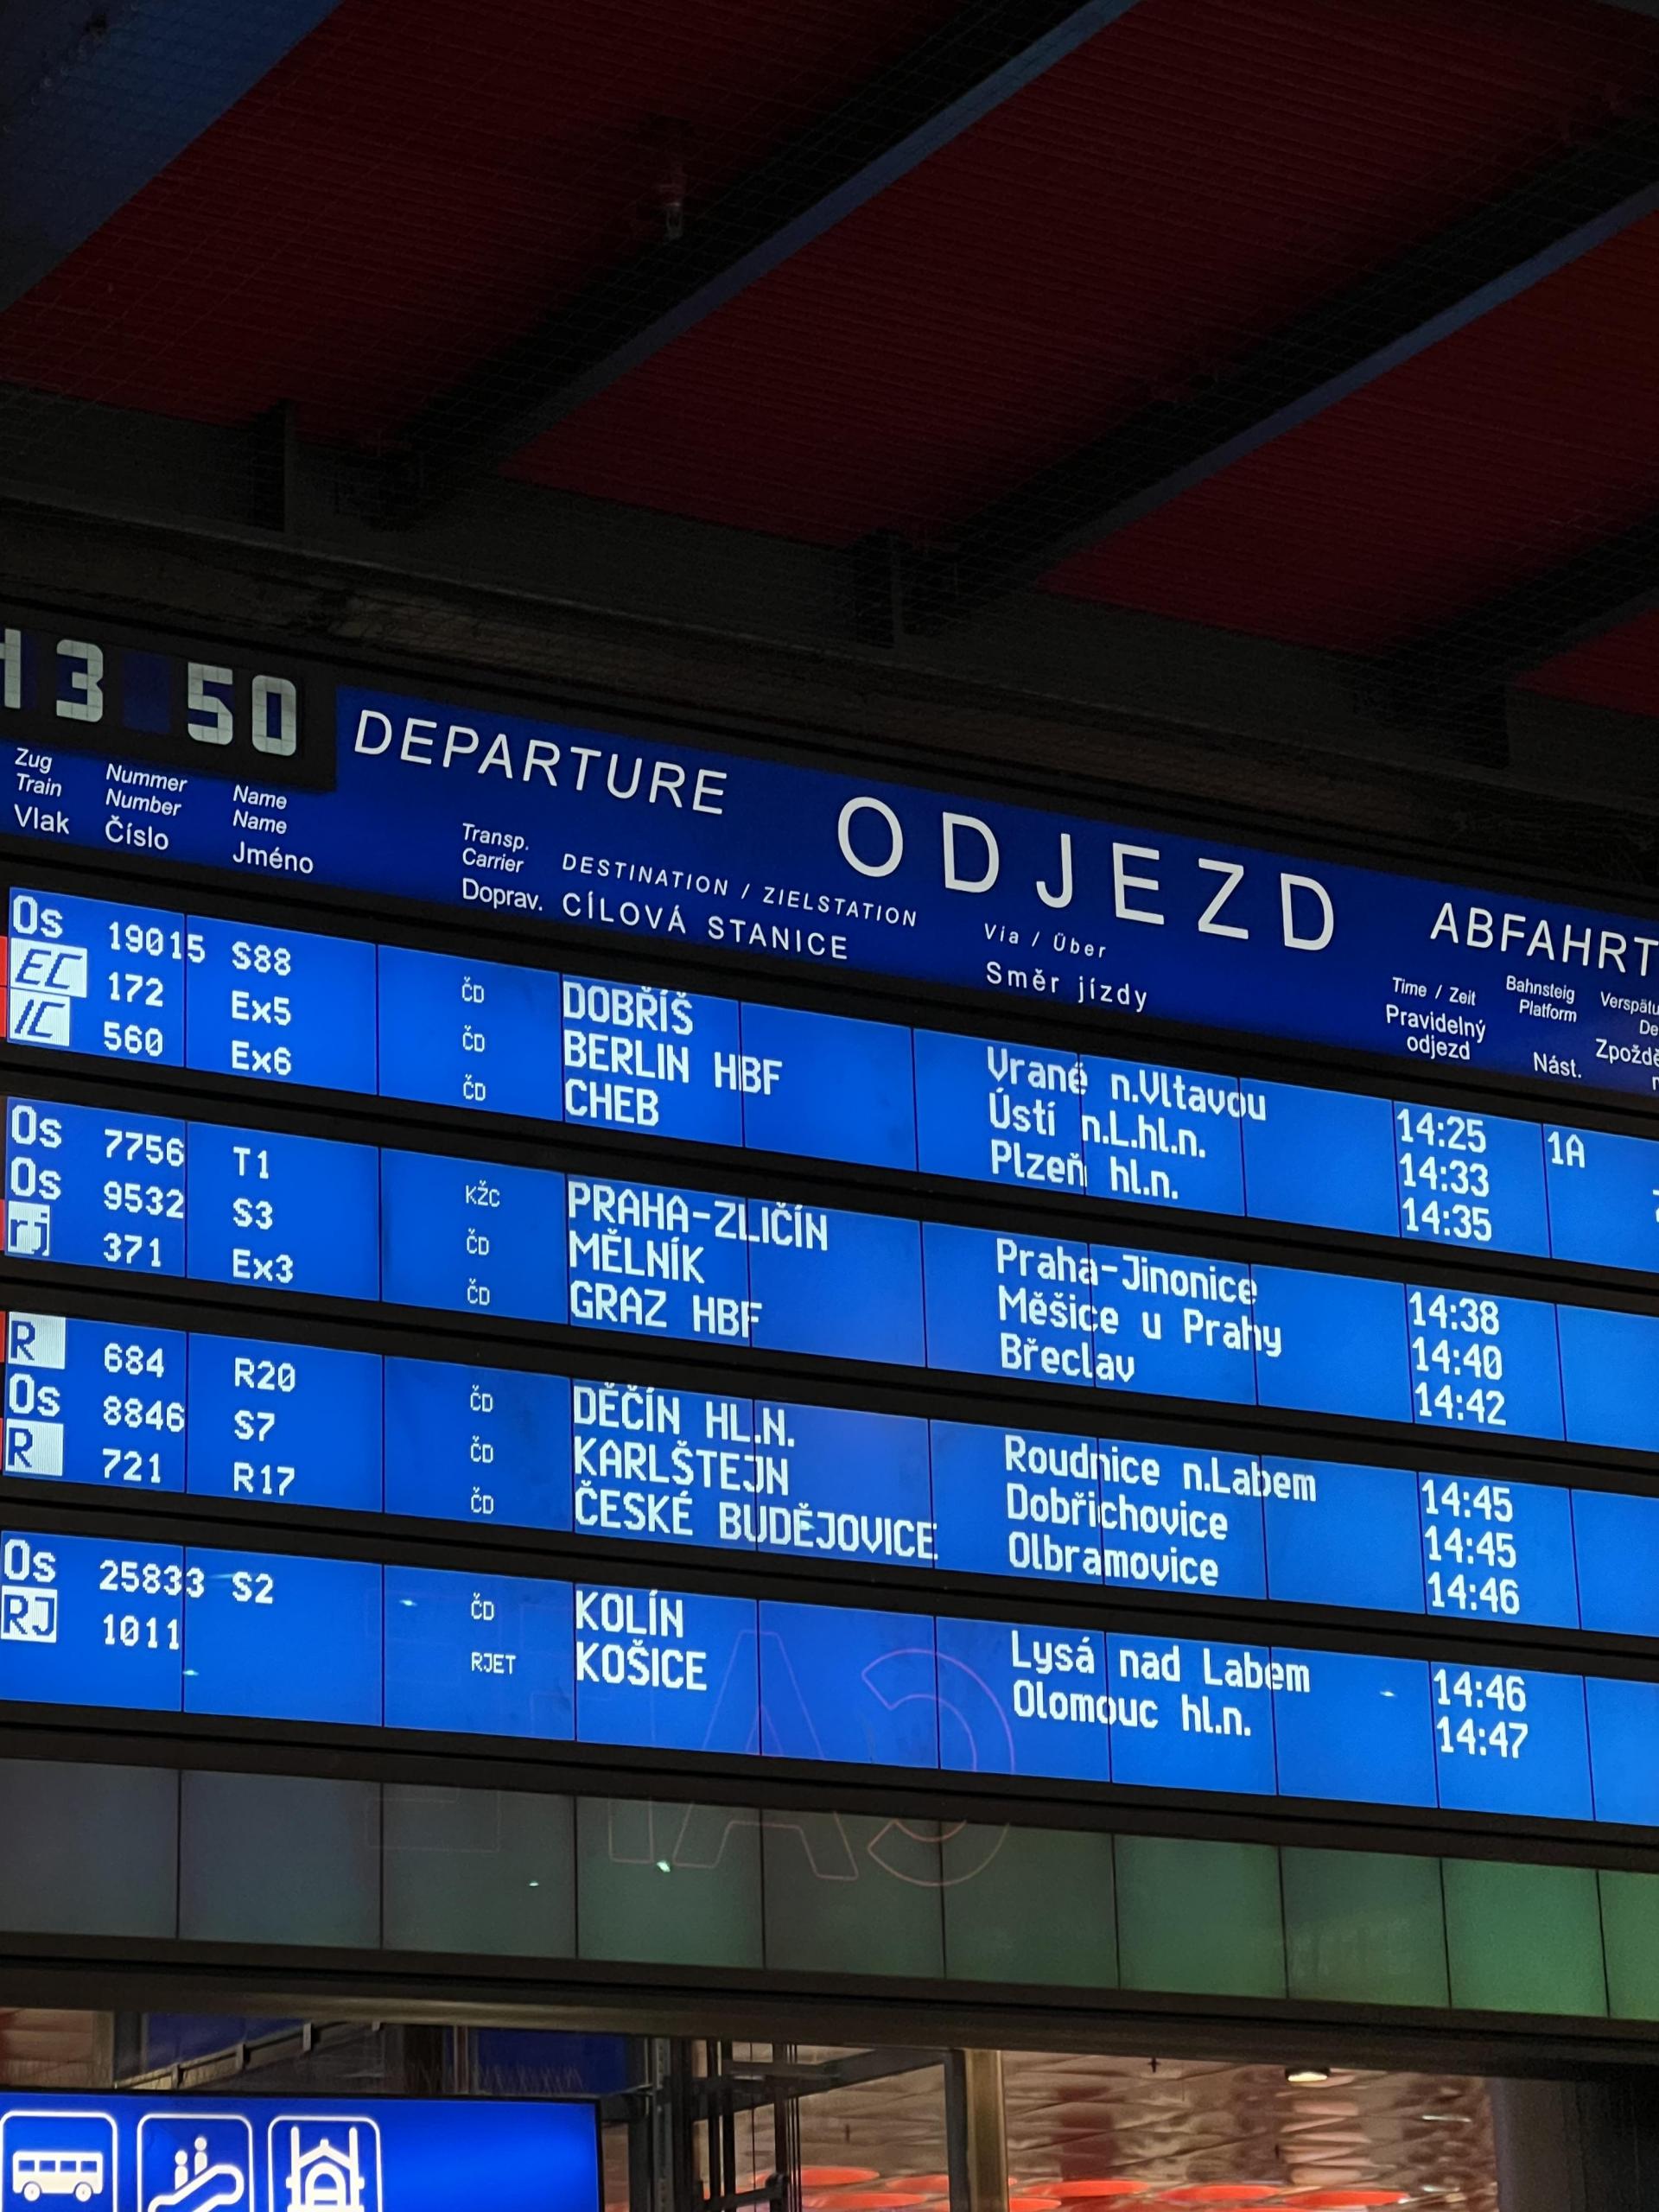 13 50
DEPARTURE ODJEZD ABFAHRT
Zug Nummer Name Transp. DESTINATION / ZIELSTATION Via / Über Time / Zeit Bahnsteig
Train Number Name Carrier CÍLOVÁ STANICE Směr jízdy Pravidelný Platform
Vlak Číslo Jméno Doprav. odjezd Nást.
Os 19015 S88 ČD DOBŘÍŠ Vrané n.Vltavou 14:25 1A
EC 172 Ex5 ČD BERLIN HBF Ústí n.L.hl.n. 14:33
IC 560 Ex6 ČD CHEB Plzeň hl.n. 14:35
Os 7756 T1 KŽC PRAHA-ZLIČÍN Praha-Jinonice 14:38
Os 9532 S3 ČD MĚLNÍK Měšice u Prahy 14:40
rj 371 Ex3 ČD GRAZ HBF Břeclav 14:42
R 684 R20 ČD DĚČÍN HL.N. Roudnice n.Labem 14:45
Os 8846 S7 ČD KARLŠTEJN Dobřichovice 14:45
R 721 R17 ČD ČESKÉ BUDĚJOVICE Olbramovice 14:46
Os 25833 S2 ČD KOLÍN Lysá nad Labem 14:46
RJ 1011 RJET KOŠICE Olomouc hl.n. 14:47